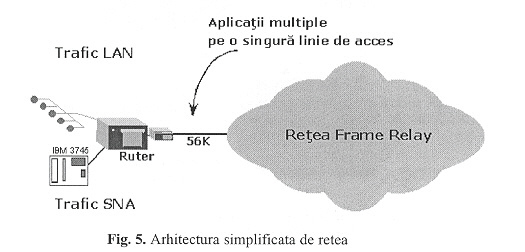 Aplicaţii multiple
pe o singură linie de acces
Trafic LAN
Reţea Frame Relay
56K
Ruter
IBM 3745
Trafic SNA
Fig. 5. Arhitectura simplificata de retea